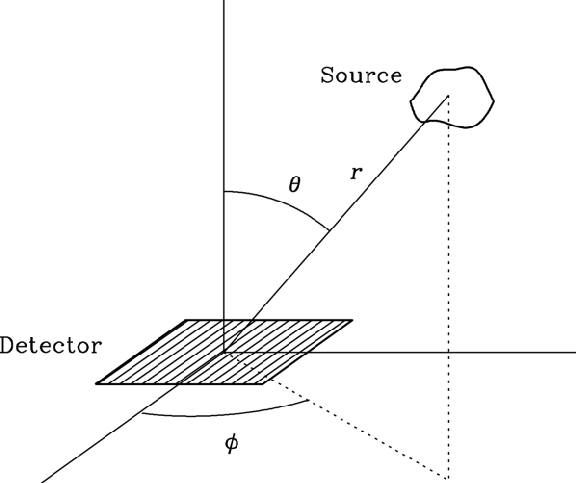 Source
θ
r
Detector
ϕ